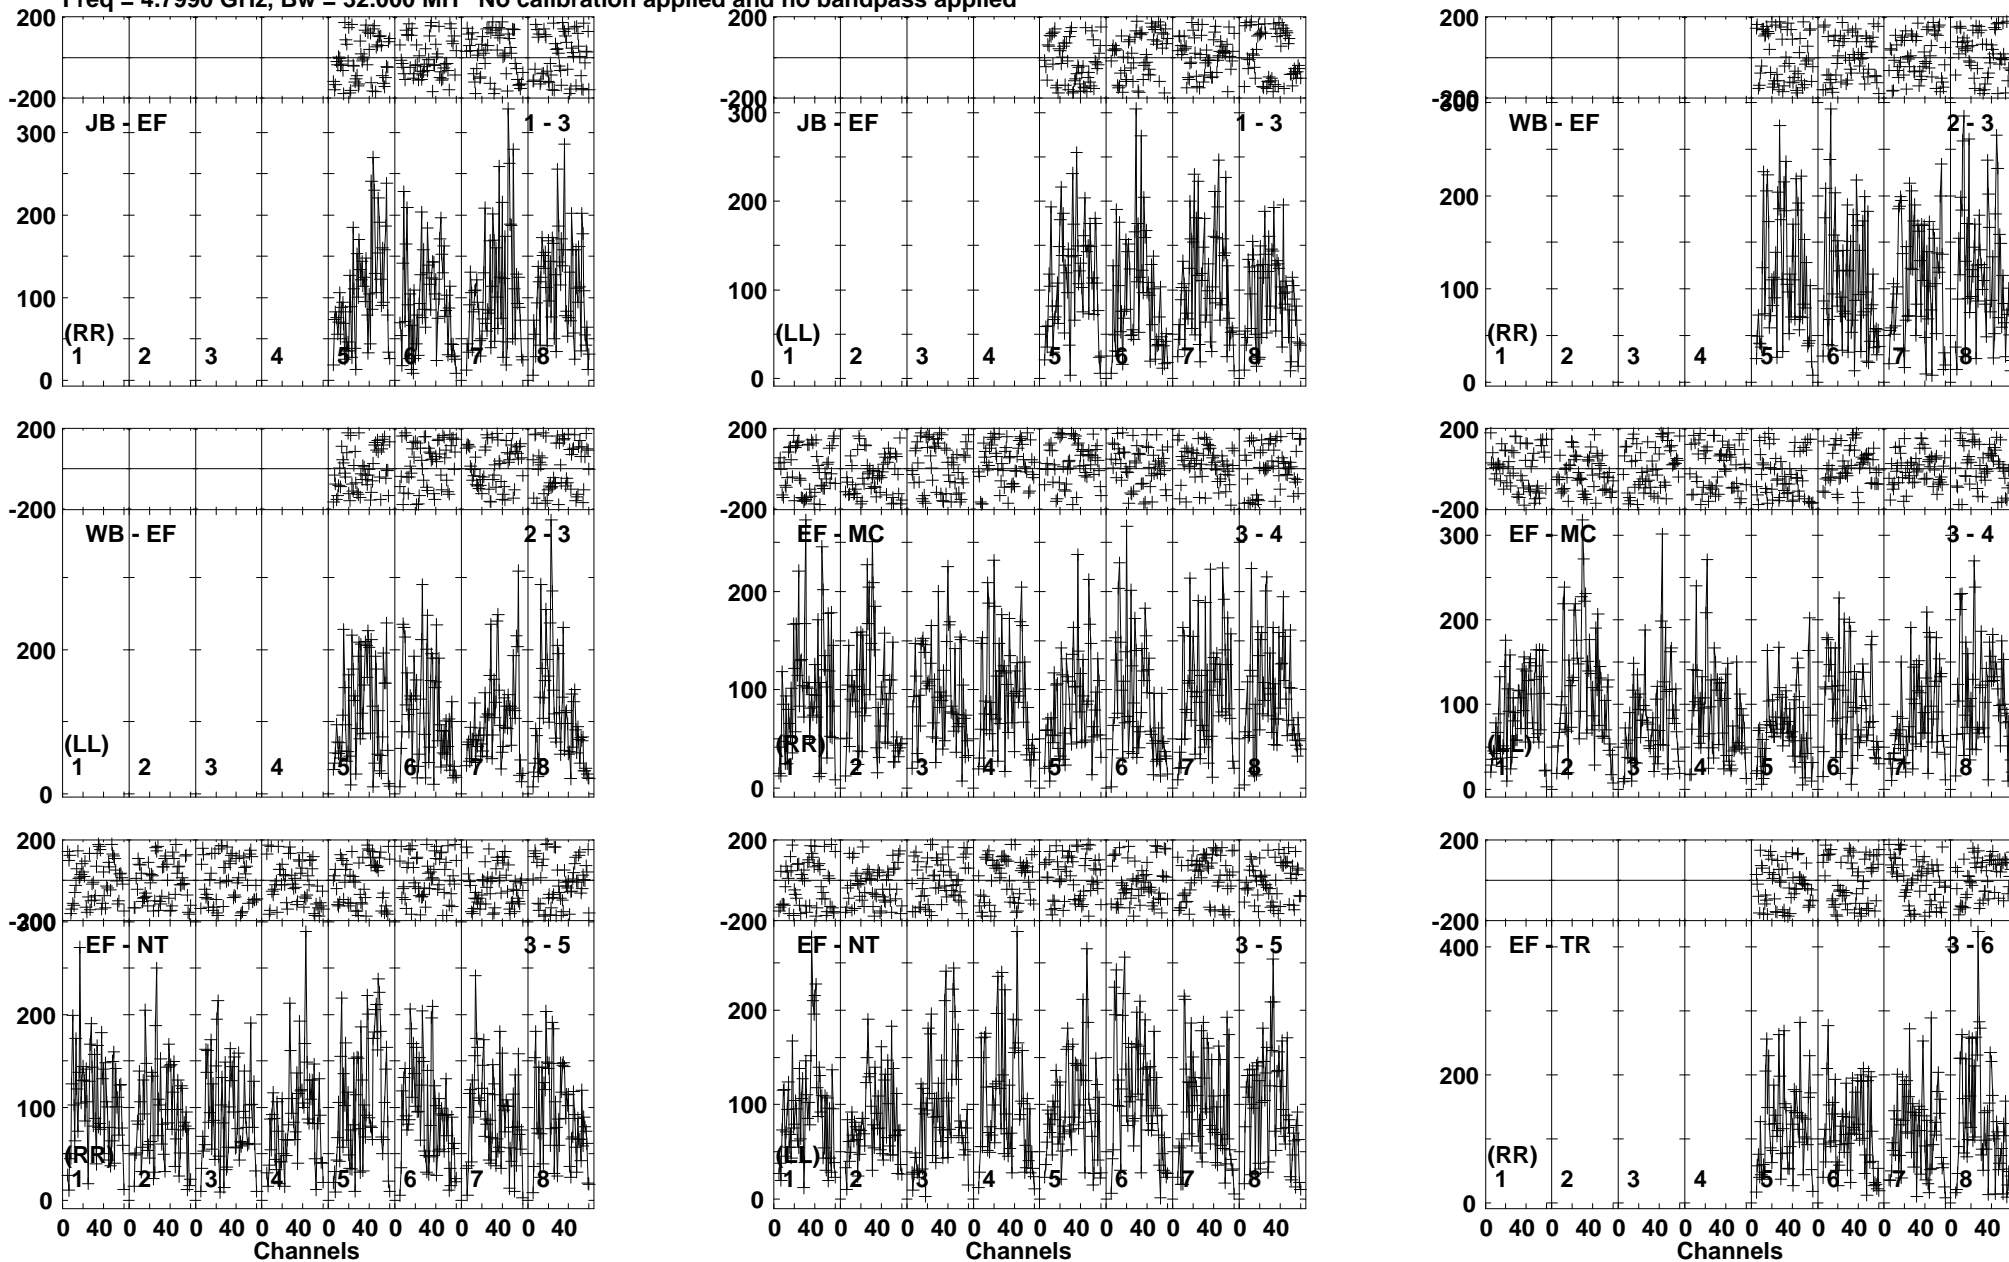 Freq = 4.7990 GHz, Bw = 32.000 MH  No calibration applied and no bandpass applied
200 200 200
-200 -200 -200
JB - EF 1 - 3 JB - EF 1 - 3 WB - EF 2 - 3
300 300 300
200 200 200
100 100 100
(RR) (LL) (RR)
1 2 3 4 5 6 7 8 1 2 3 4 5 6 7 8 1 2 3 4 5 6 7 8
0 0 0
200 200 200
-200 -200 -200
WB - EF 2 - 3 EF - MC 3 - 4 EF - MC 3 - 4
300
200 200 200
100 100
(LL) (RR) (LL)
1 2 3 4 5 6 7 8 1 2 3 4 5 6 7 8 1 2 3 4 5 6 7 8
0 0 0
200 200 200
-200 -200 -200
300
EF - NT 3 - 5 EF - NT 3 - 5 EF - TR 3 - 6
400
200 200 200
100 100
(RR) (LL) (RR)
1 2 3 4 5 6 7 8 1 2 3 4 5 6 7 8 1 2 3 4 5 6 7 8
0 0 0
0 40 0 40 0 40 0 40 0 40 0 40 0 40 0 40 0 40 0 40 0 40 0 40 0 40 0 40 0 40 0 40 0 40 0 40 0 40 0 40 0 40 0 40 0 40 0 40
Channels Channels Channels